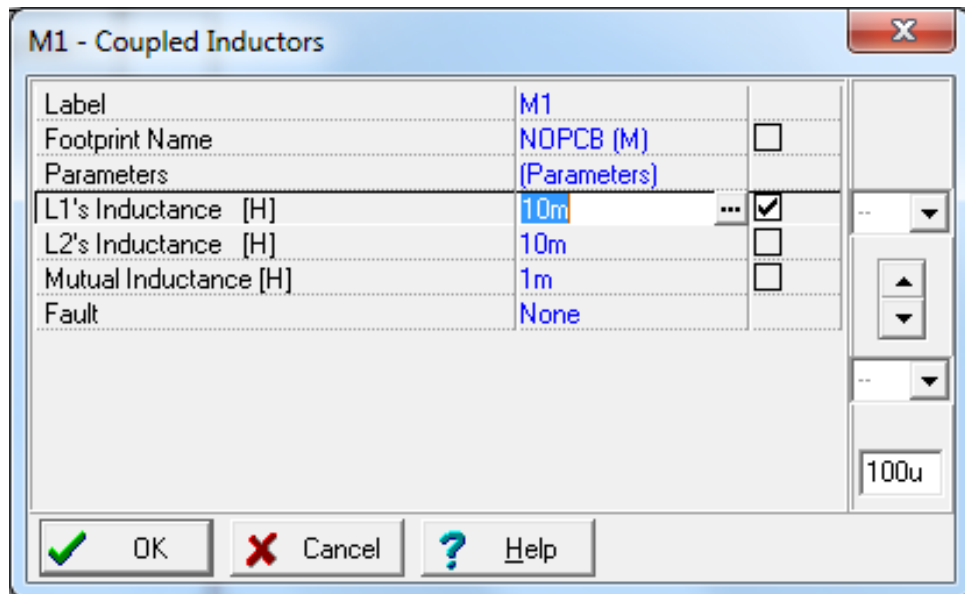 M1 - Coupled Inductors
Label M1
Footprint Name NOPCB (M)
Parameters (Parameters)
L1's Inductance [H] 10m ...
L2's Inductance [H] 10m
Mutual Inductance [H] 1m
Fault None
--
--
100u
OK Cancel ? Help